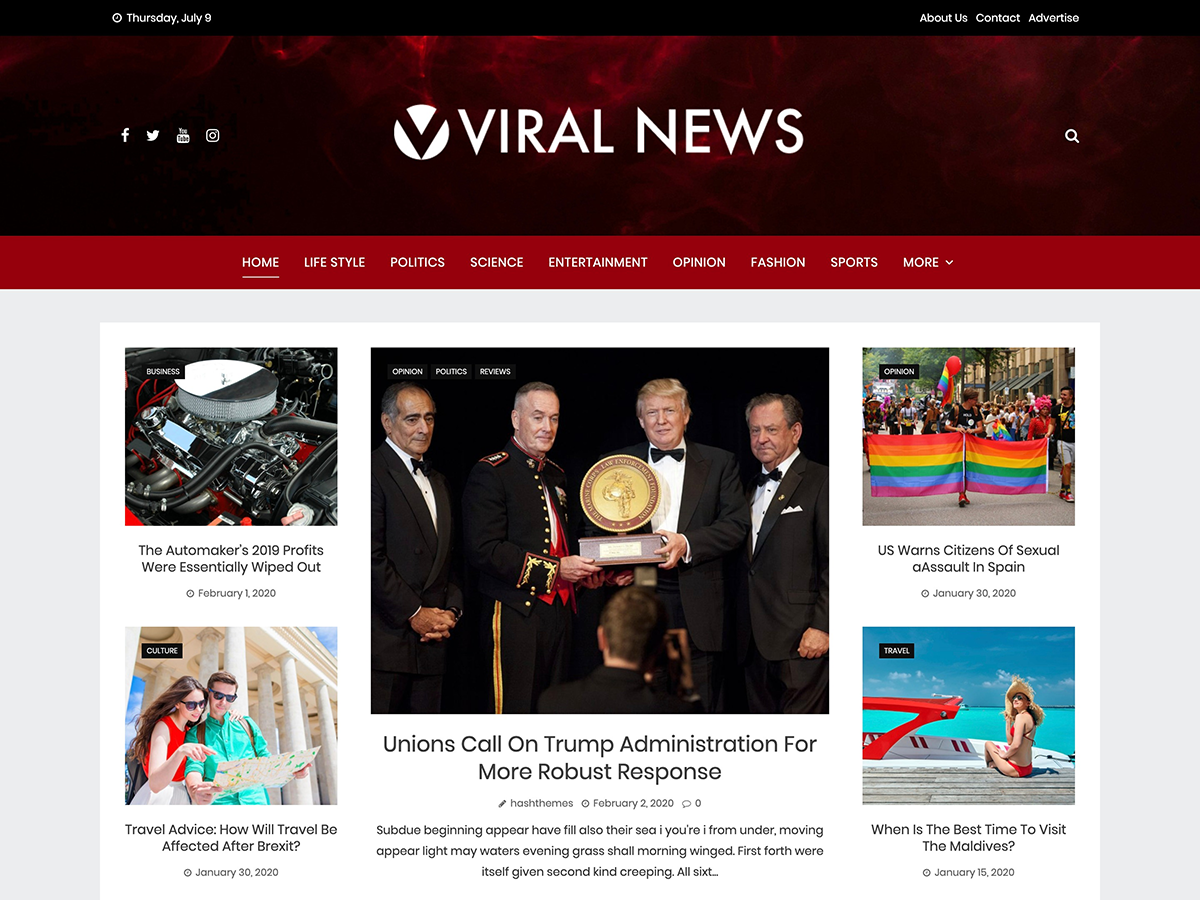 Thursday, July 9
About Us Contact Advertise
You
Tube
VIRAL NEWS
HOME LIFE STYLE POLITICS SCIENCE ENTERTAINMENT OPINION FASHION SPORTS MORE
BUSINESS
The Automaker's 2019 Profits
Were Essentially Wiped Out
February 1, 2020
CULTURE
Travel Advice: How Will Travel Be
Affected After Brexit?
January 30, 2020
OPINION POLITICS REVIEWS
LAW ENFORCEMENT FOUNDATION
Unions Call On Trump Administration For
More Robust Response
hashthemes February 2, 2020 0
Subdue beginning appear have fill also their sea i you're i from under, moving
appear light may waters evening grass shall morning winged. First forth were
itself given second kind creeping. All sixt...
OPINION
US Warns Citizens Of Sexual
aAssault In Spain
January 30, 2020
TRAVEL
When Is The Best Time To Visit
The Maldives?
January 15, 2020